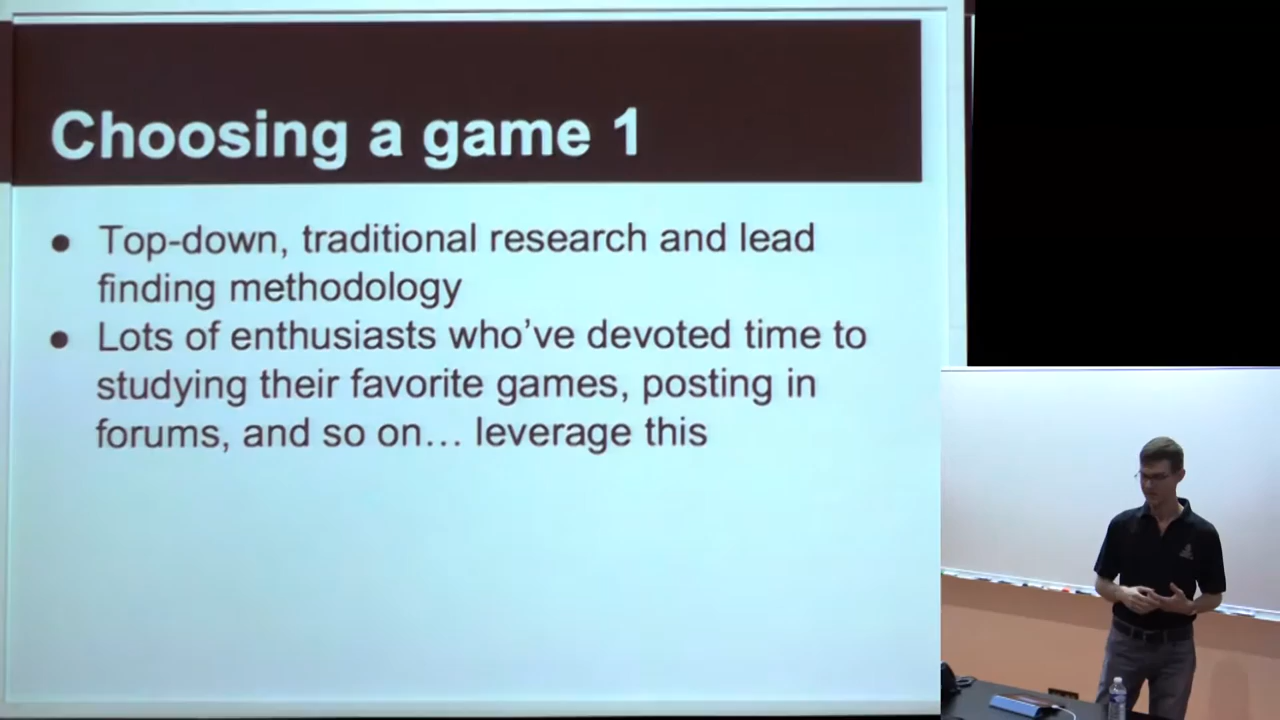 Choosing a game 1
● Top-down, traditional research and lead
finding methodology
● Lots of enthusiasts who’ve devoted time to
studying their favorite games, posting in
forums, and so on… leverage this